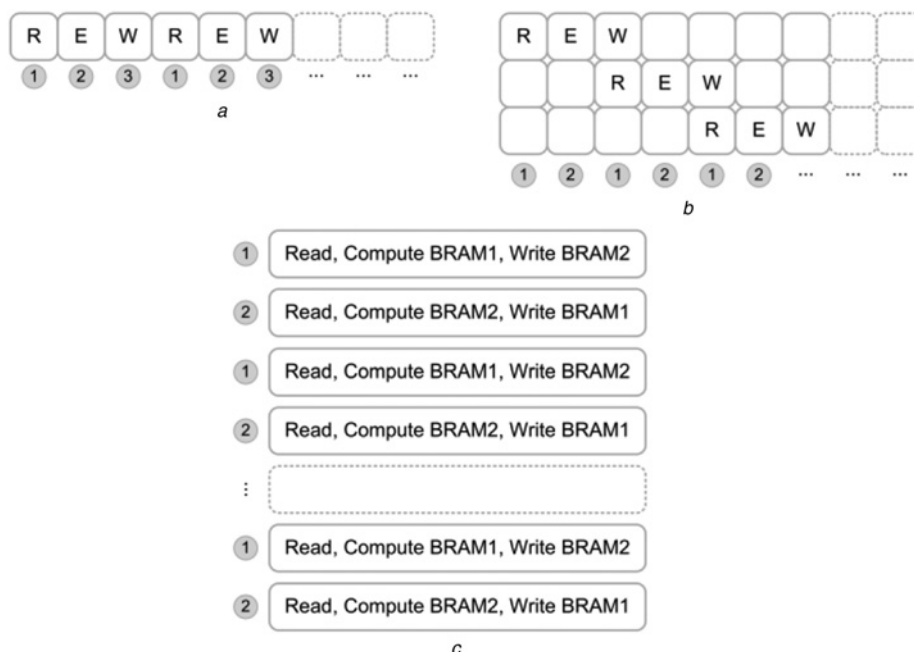 R E W R E W
1 2 3 1 2 3 ... ... ...
a
R E W
R E W
R E W
1 2 1 2 1 2 ... ... ...
b
1 Read, Compute BRAM1, Write BRAM2
2 Read, Compute BRAM2, Write BRAM1
1 Read, Compute BRAM1, Write BRAM2
2 Read, Compute BRAM2, Write BRAM1
...
1 Read, Compute BRAM1, Write BRAM2
2 Read, Compute BRAM2, Write BRAM1
c